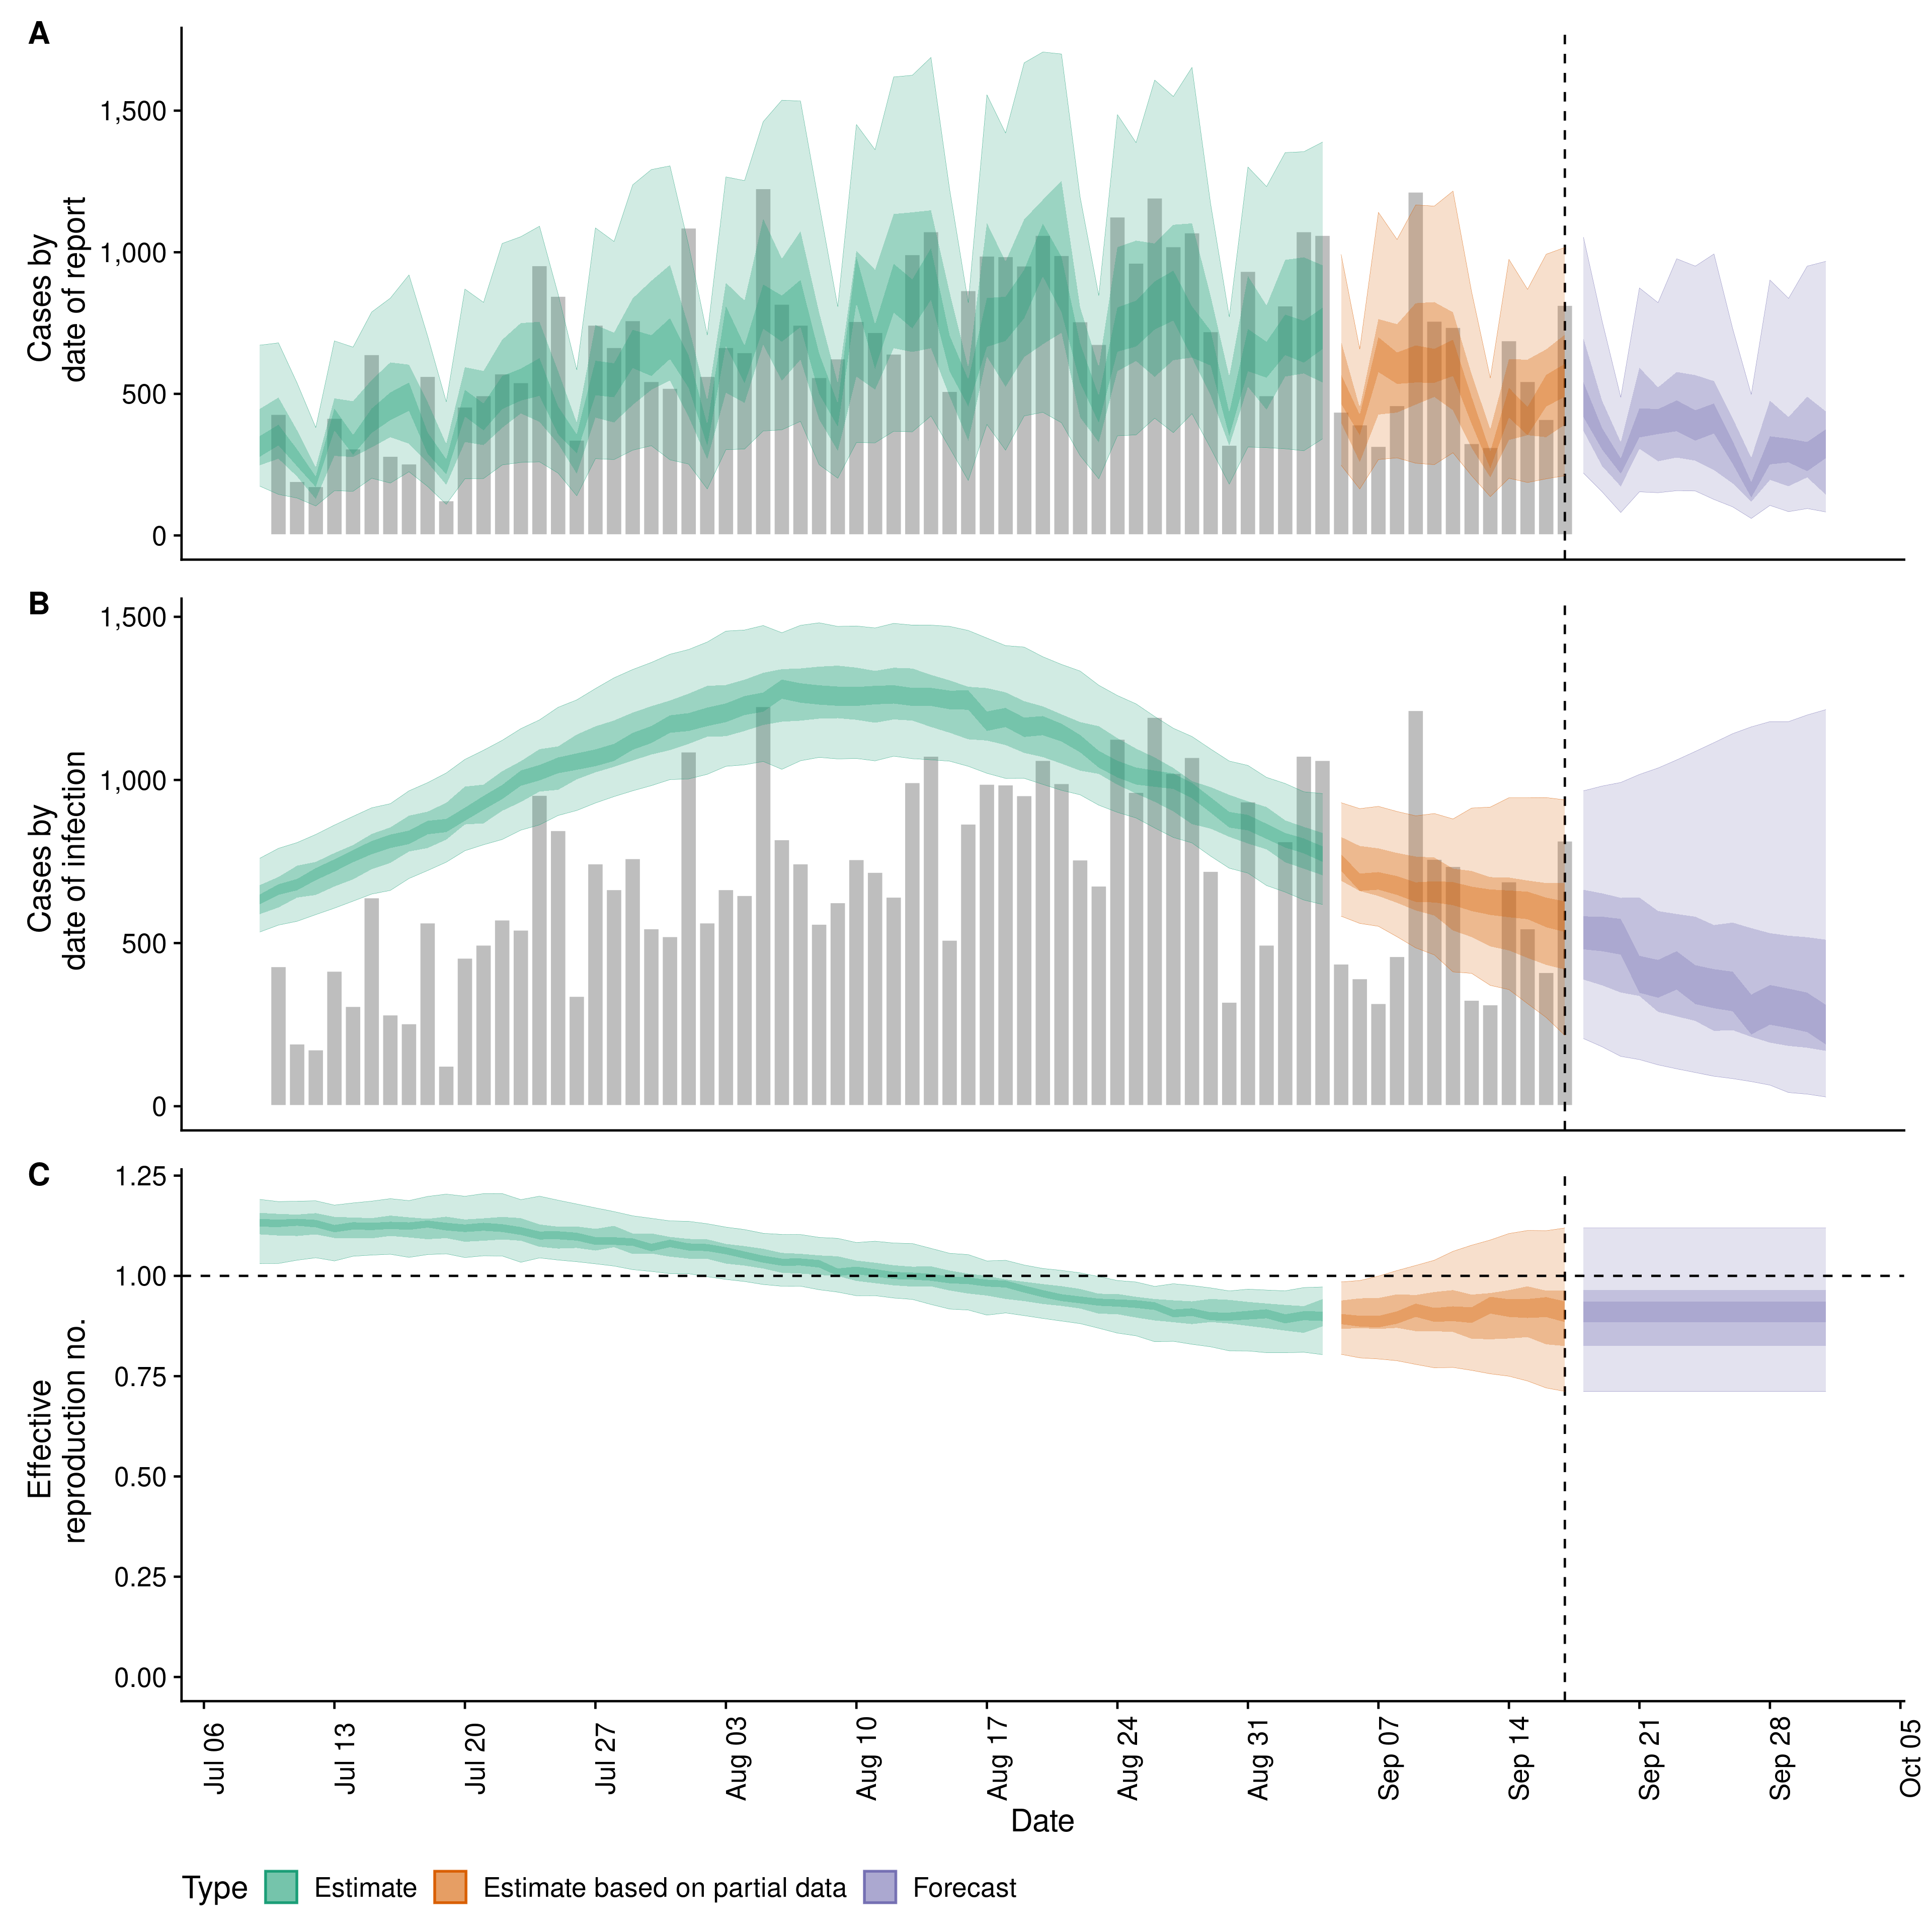 A
Cases by
date of report
1,500
1,000
500
0
B
Cases by
date of infection
1,500
1,000
500
0
C
Effective
reproduction no.
1.25
1.00
0.75
0.50
0.25
0.00
Jul 06
Jul 13
Jul 20
Jul 27
Aug 03
Aug 10
Aug 17
Aug 24
Aug 31
Sep 07
Sep 14
Sep 21
Sep 28
Oct 05
Date
Type Estimate Estimate based on partial data Forecast